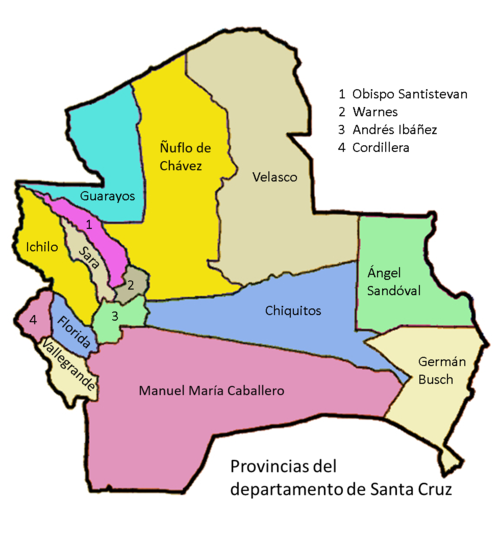 1 Obispo Santistevan
2 Warnes
3 Andrés Ibáñez
4 Cordillera
Ñuflo de
Chávez
Velasco
Guarayos
1
Ichilo
Sara
2
Ángel
Sandóval
Chiquitos
3
4
Florida
Vallegrande
Germán
Busch
Manuel María Caballero
Provincias del
departamento de Santa Cruz